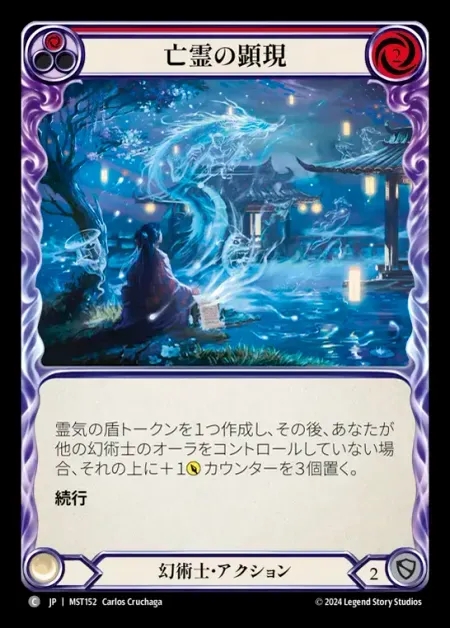 亡霊の顕現
2
霊気の盾トークンを1つ作成し、その後、あなたが
他の幻術士のオーラをコントロールしていない場
合、それの上に＋1カウンターを3個置く。
続行
幻術士・アクション
2
C JP | MST152 Carlos Cruchaga
© 2024 Legend Story Studios